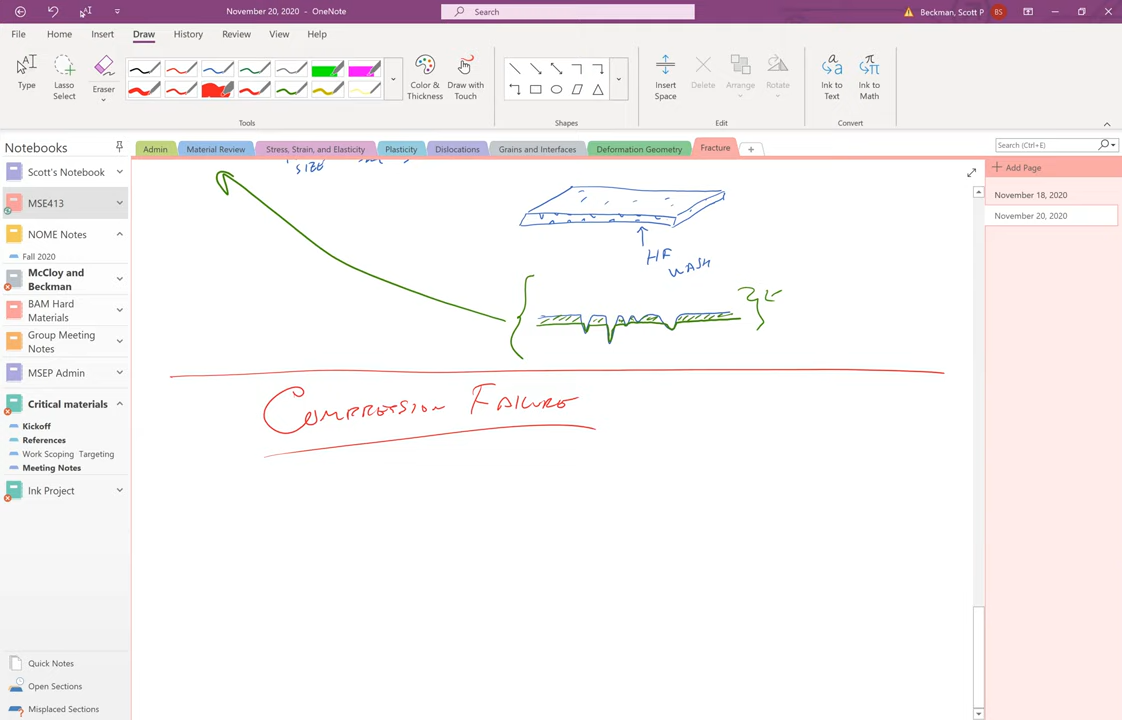 November 20, 2020 - OneNote
Search
Beckman, Scott P
BS
File
Home
Insert
Draw
History
Review
View
Help
Type
Lasso
Select
Eraser
Color &
Thickness
Draw with
Touch
Insert
Space
Delete
Arrange
Rotate
Ink to
Text
Ink to
Math
Tools
Shapes
Edit
Convert
Notebooks
Admin
Material Review
Stress, Strain, and Elasticity
Plasticity
Dislocations
Grains and Interfaces
Deformation Geometry
Fracture
Search (Ctrl+E)
Scott's Notebook
MSE413
NOME Notes
Fall 2020
McCloy and
Beckman
BAM Hard
Materials
Group Meeting
Notes
MSEP Admin
Critical materials
Kickoff
References
Work Scoping Targeting
Meeting Notes
Ink Project
Quick Notes
Open Sections
Misplaced Sections
SIZE
HF
WASH
COMPRESSION FAILURE
Add Page
November 18, 2020
November 20, 2020